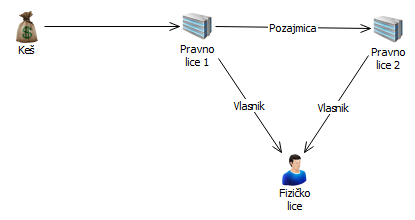 Pozajmica
Keš
Pravno
lice 1
Pravno
lice 2
Vlasnik
Vlasnik
Fizičko
lice